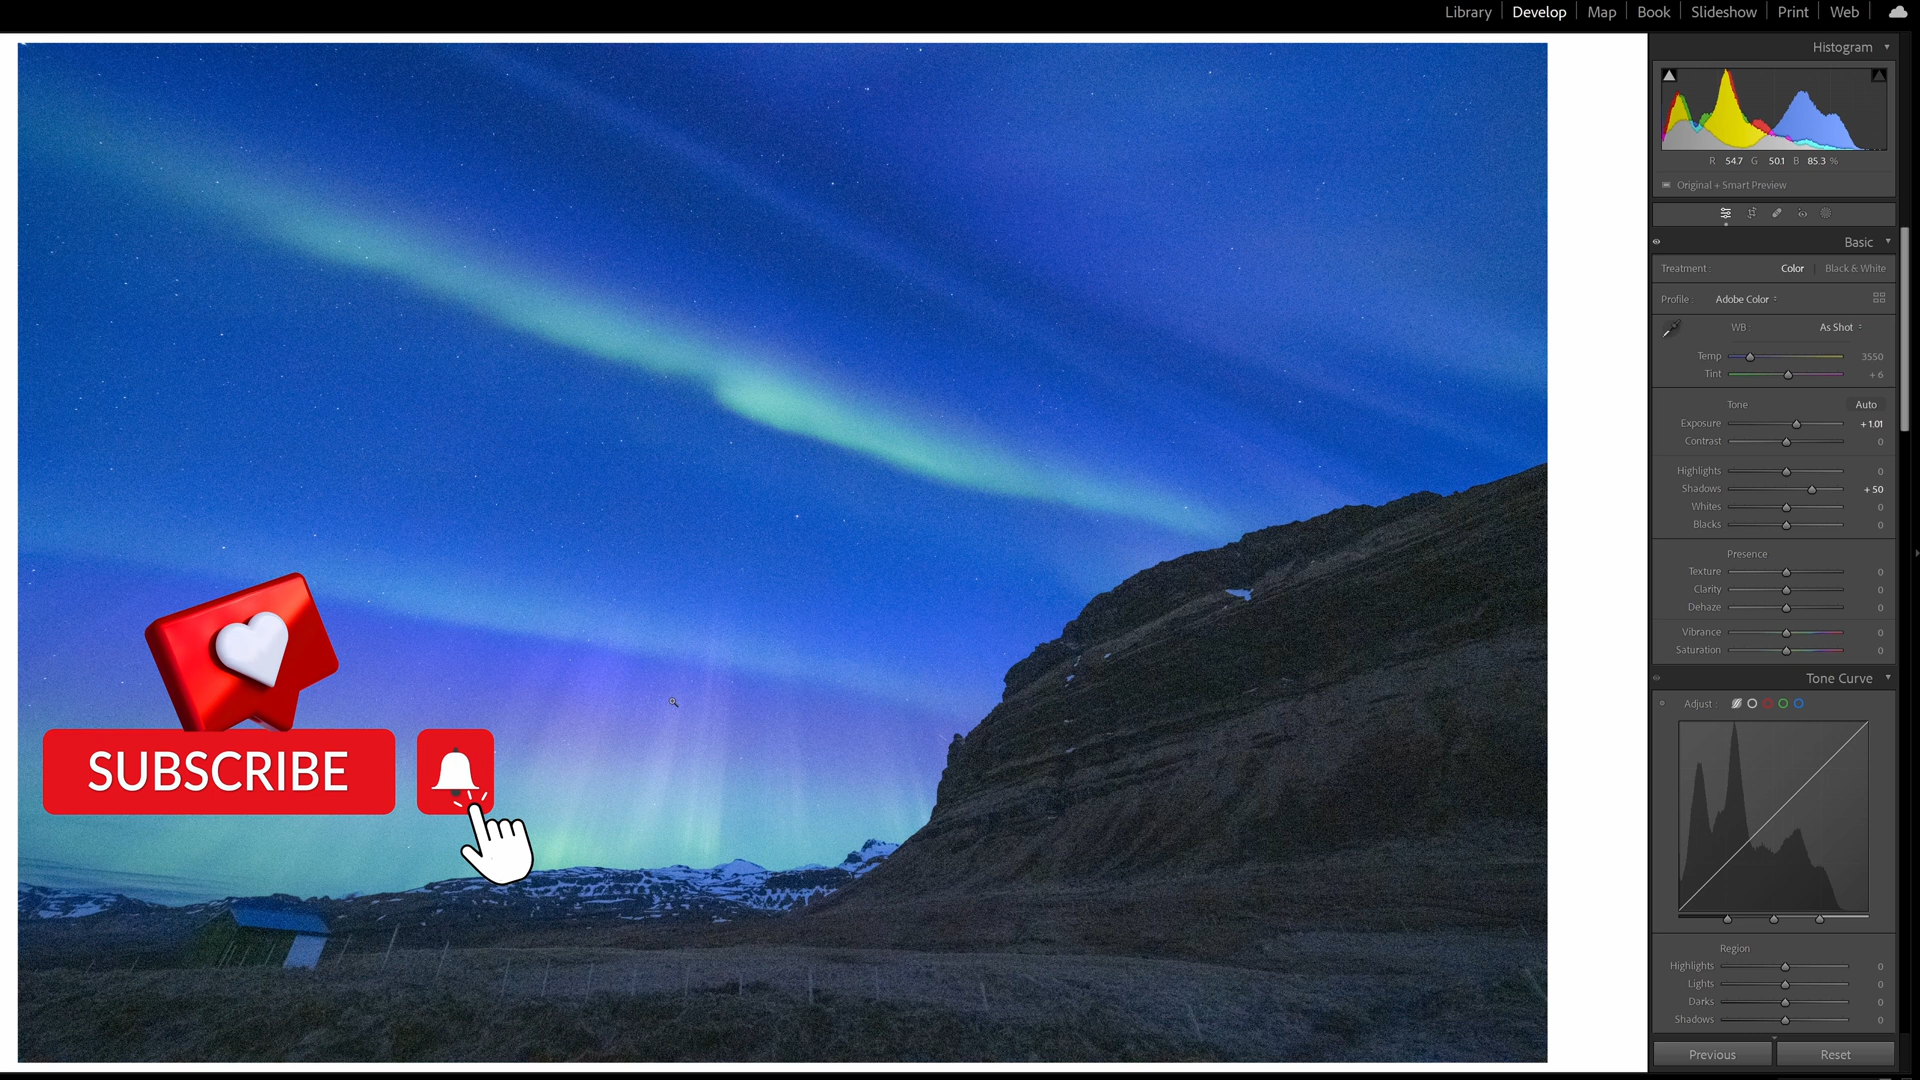 Library | Develop | Map | Book | Slideshow | Print | Web |
Histogram
R 54.7 G 50.1 B 85.3 %
Original + Smart Preview
Basic
Treatment : Color | Black & White
Profile : Adobe Color
WB : As Shot
Temp 3550
Tint + 6
Tone Auto
Exposure + 1.01
Contrast 0
Highlights 0
Shadows + 50
Whites 0
Blacks 0
Presence
Texture 0
Clarity 0
Dehaze 0
Vibrance 0
Saturation 0
Tone Curve
Adjust :
Region
Highlights 0
Lights 0
Darks 0
Shadows 0
Previous Reset
SUBSCRIBE